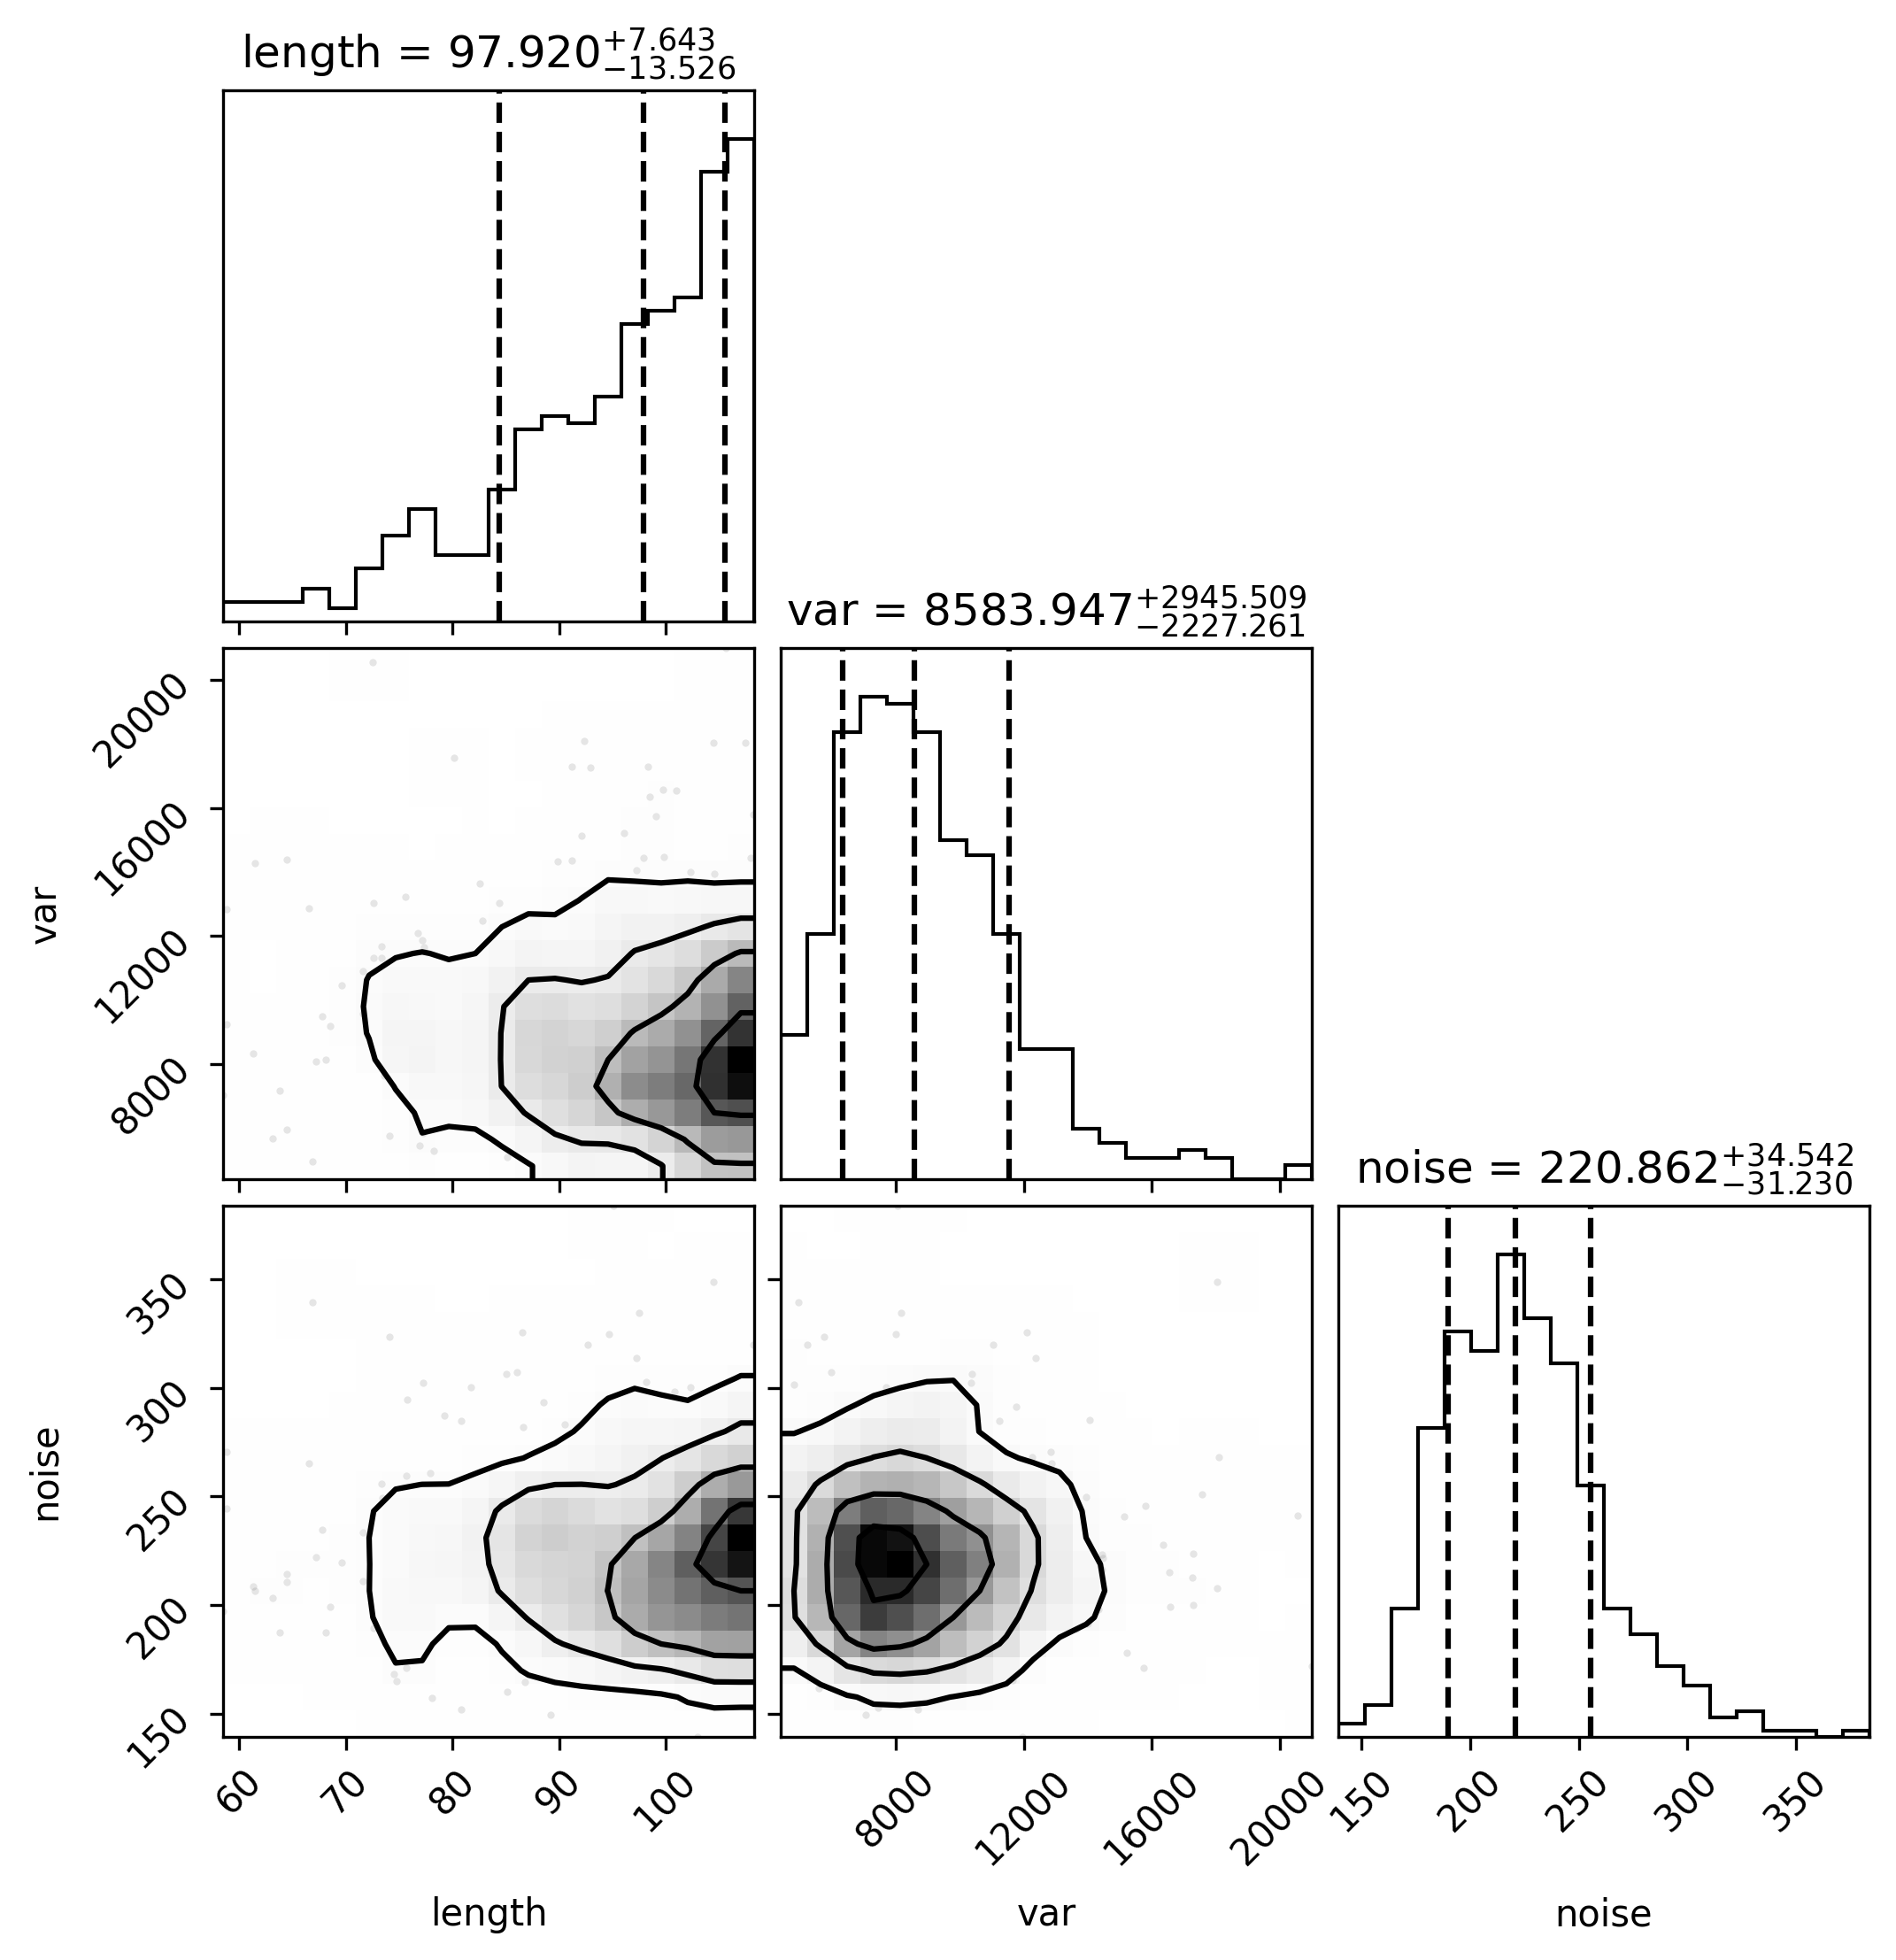 length = 97.920+7.643−13.526
var = 8583.947+2945.509−2227.261
20000
16000
12000
8000
var
noise = 220.862+34.542−31.230
350
300
250
200
150
noise
60 70 80 90 100 8000 12000 16000 20000 150 200 250 300 350
length var noise